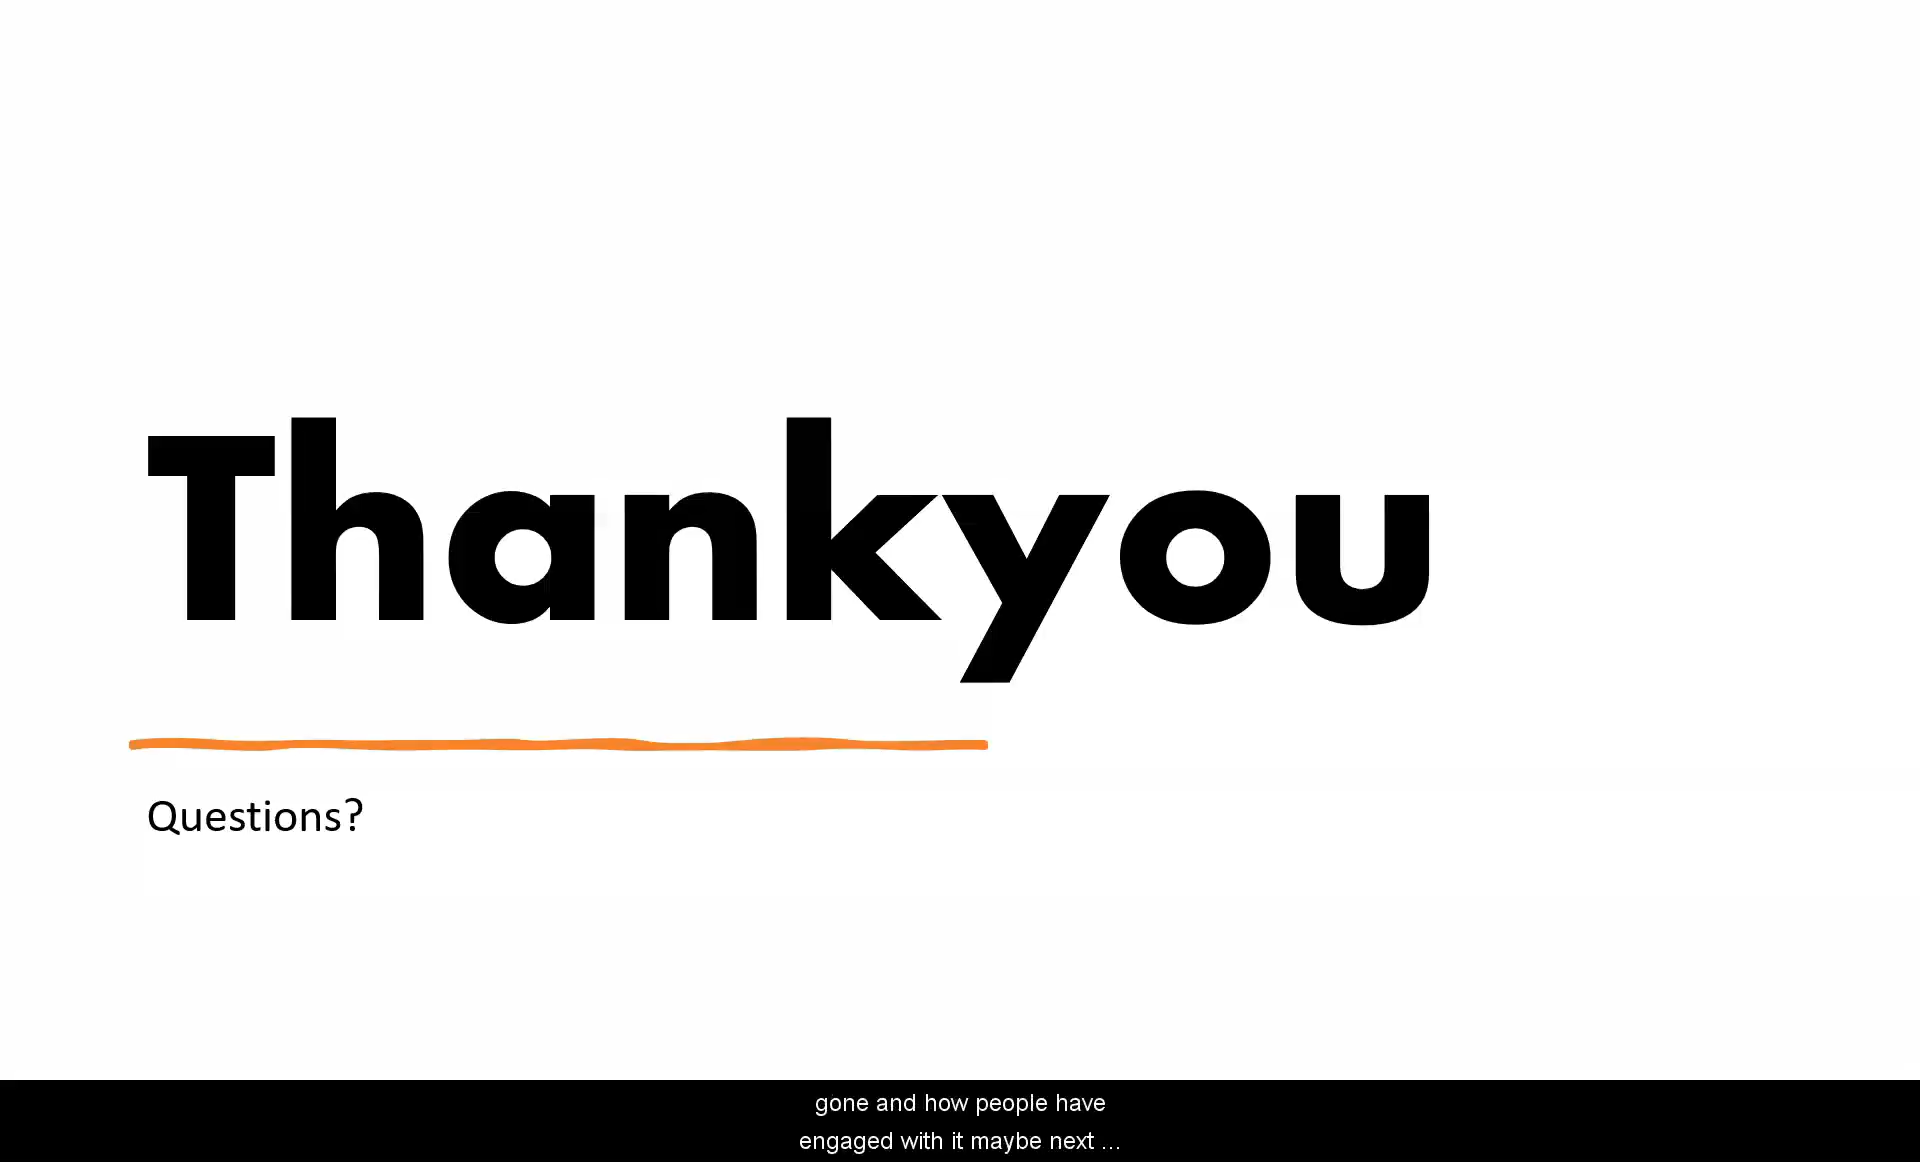 Thankyou
Questions?
gone and how people have
engaged with it maybe next ...